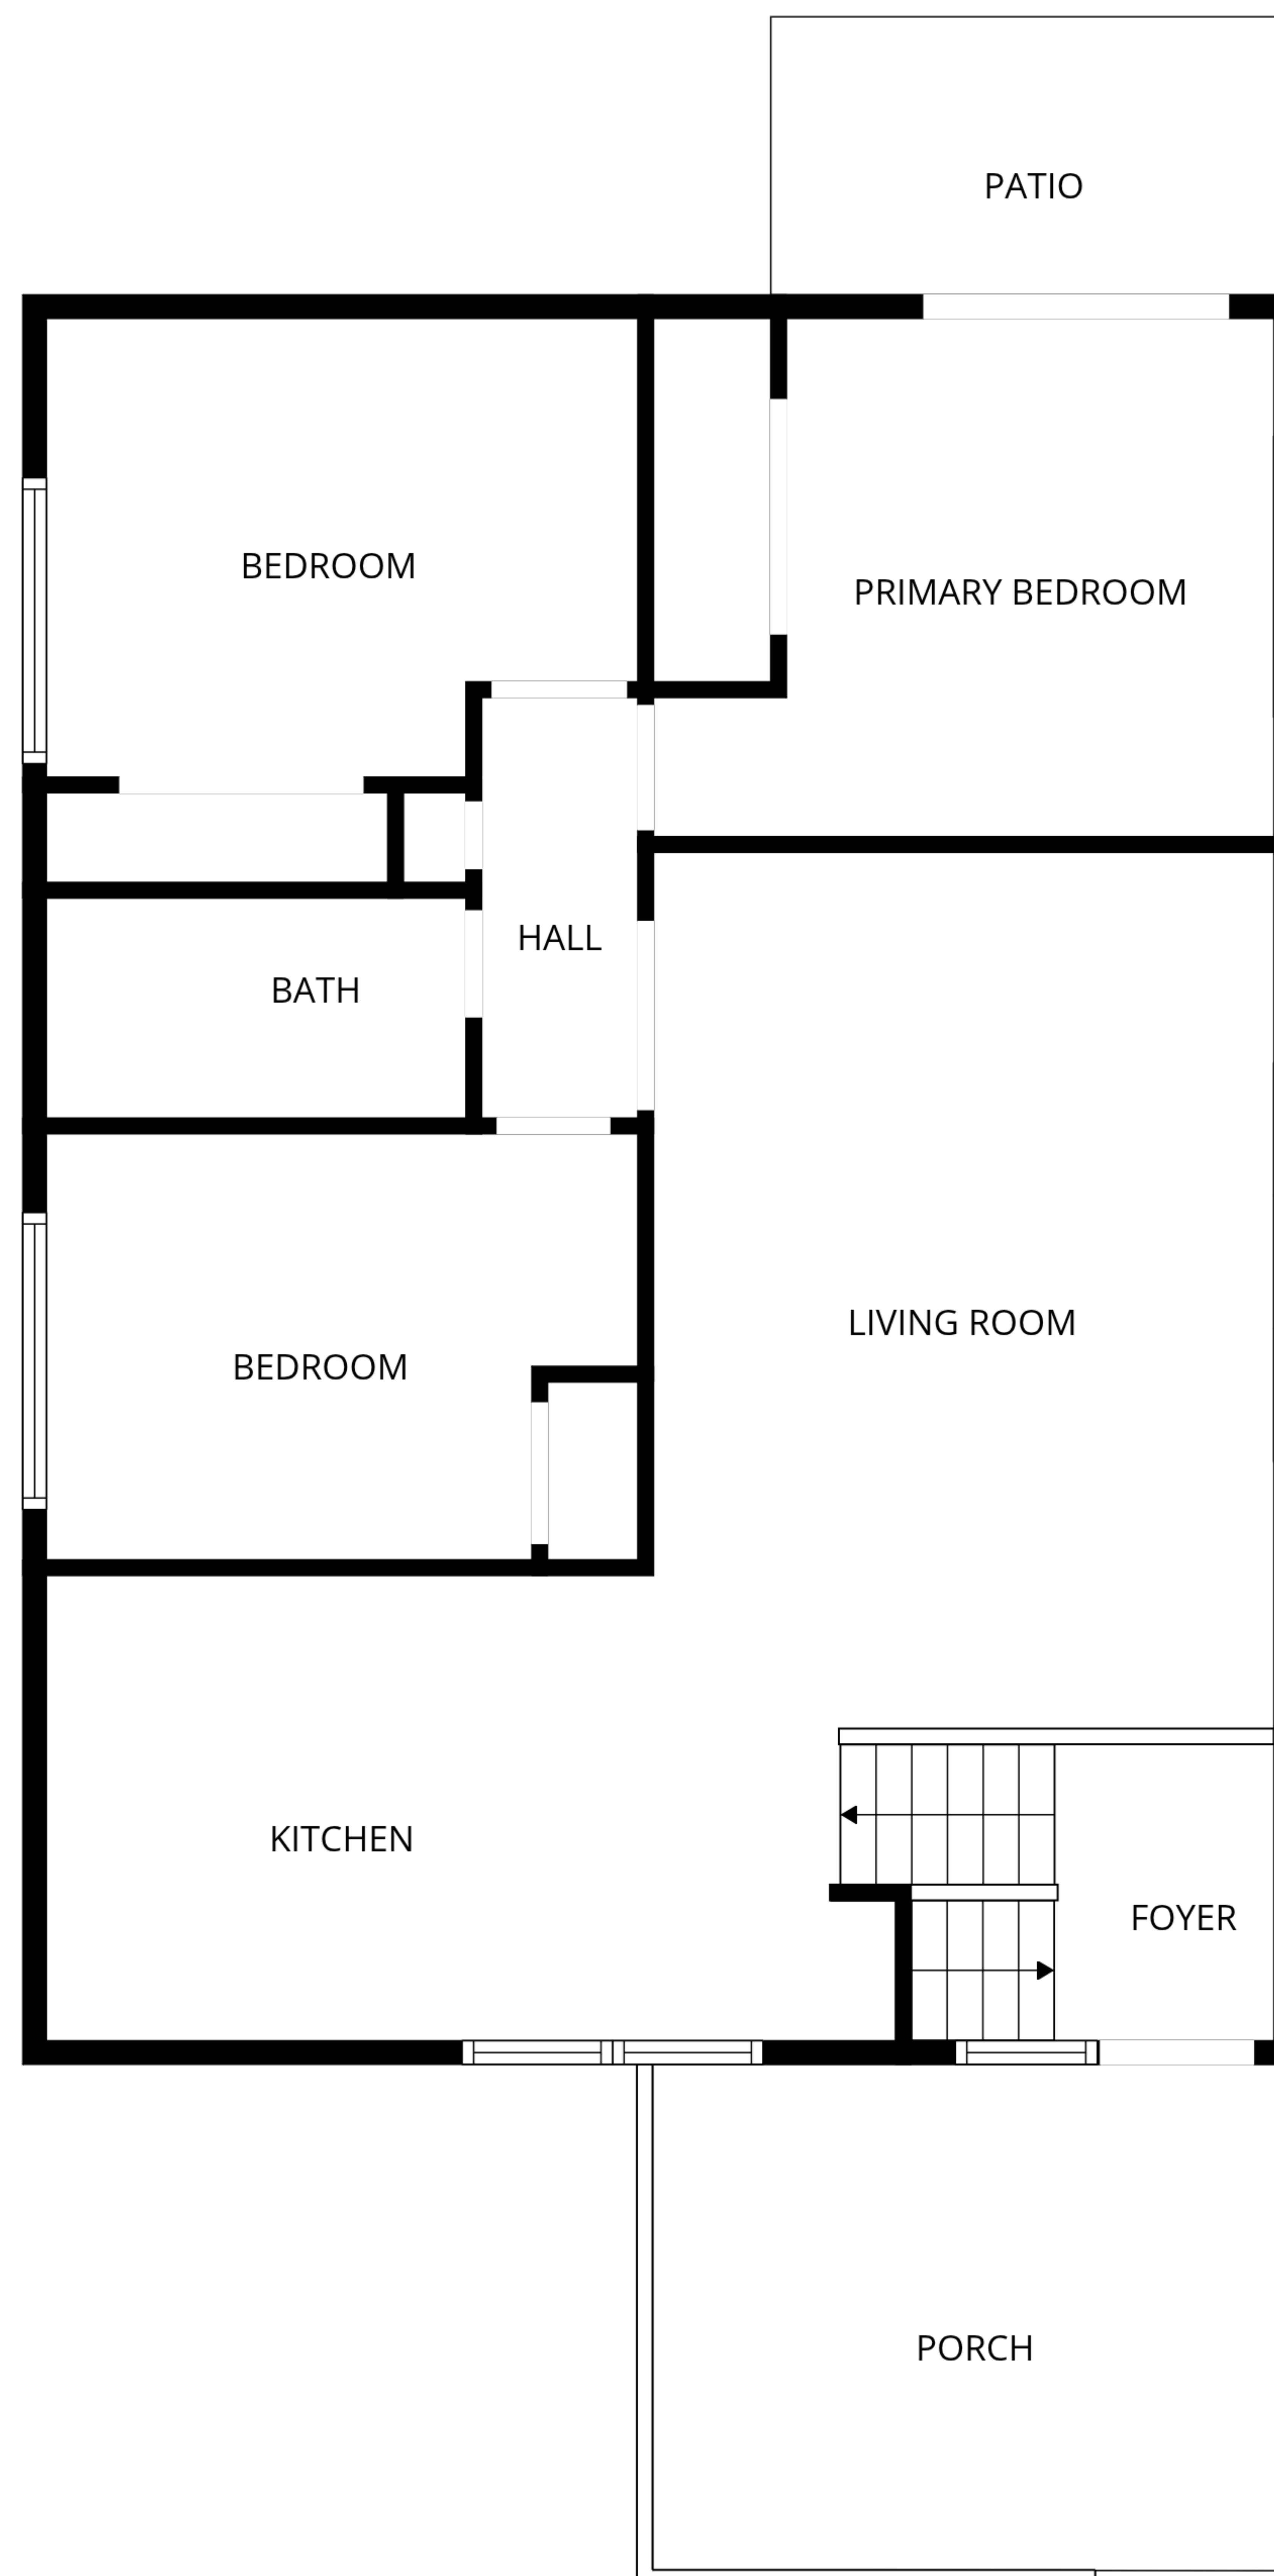 PATIO
BEDROOM
PRIMARY BEDROOM
HALL
BATH
LIVING ROOM
BEDROOM
KITCHEN
FOYER
PORCH